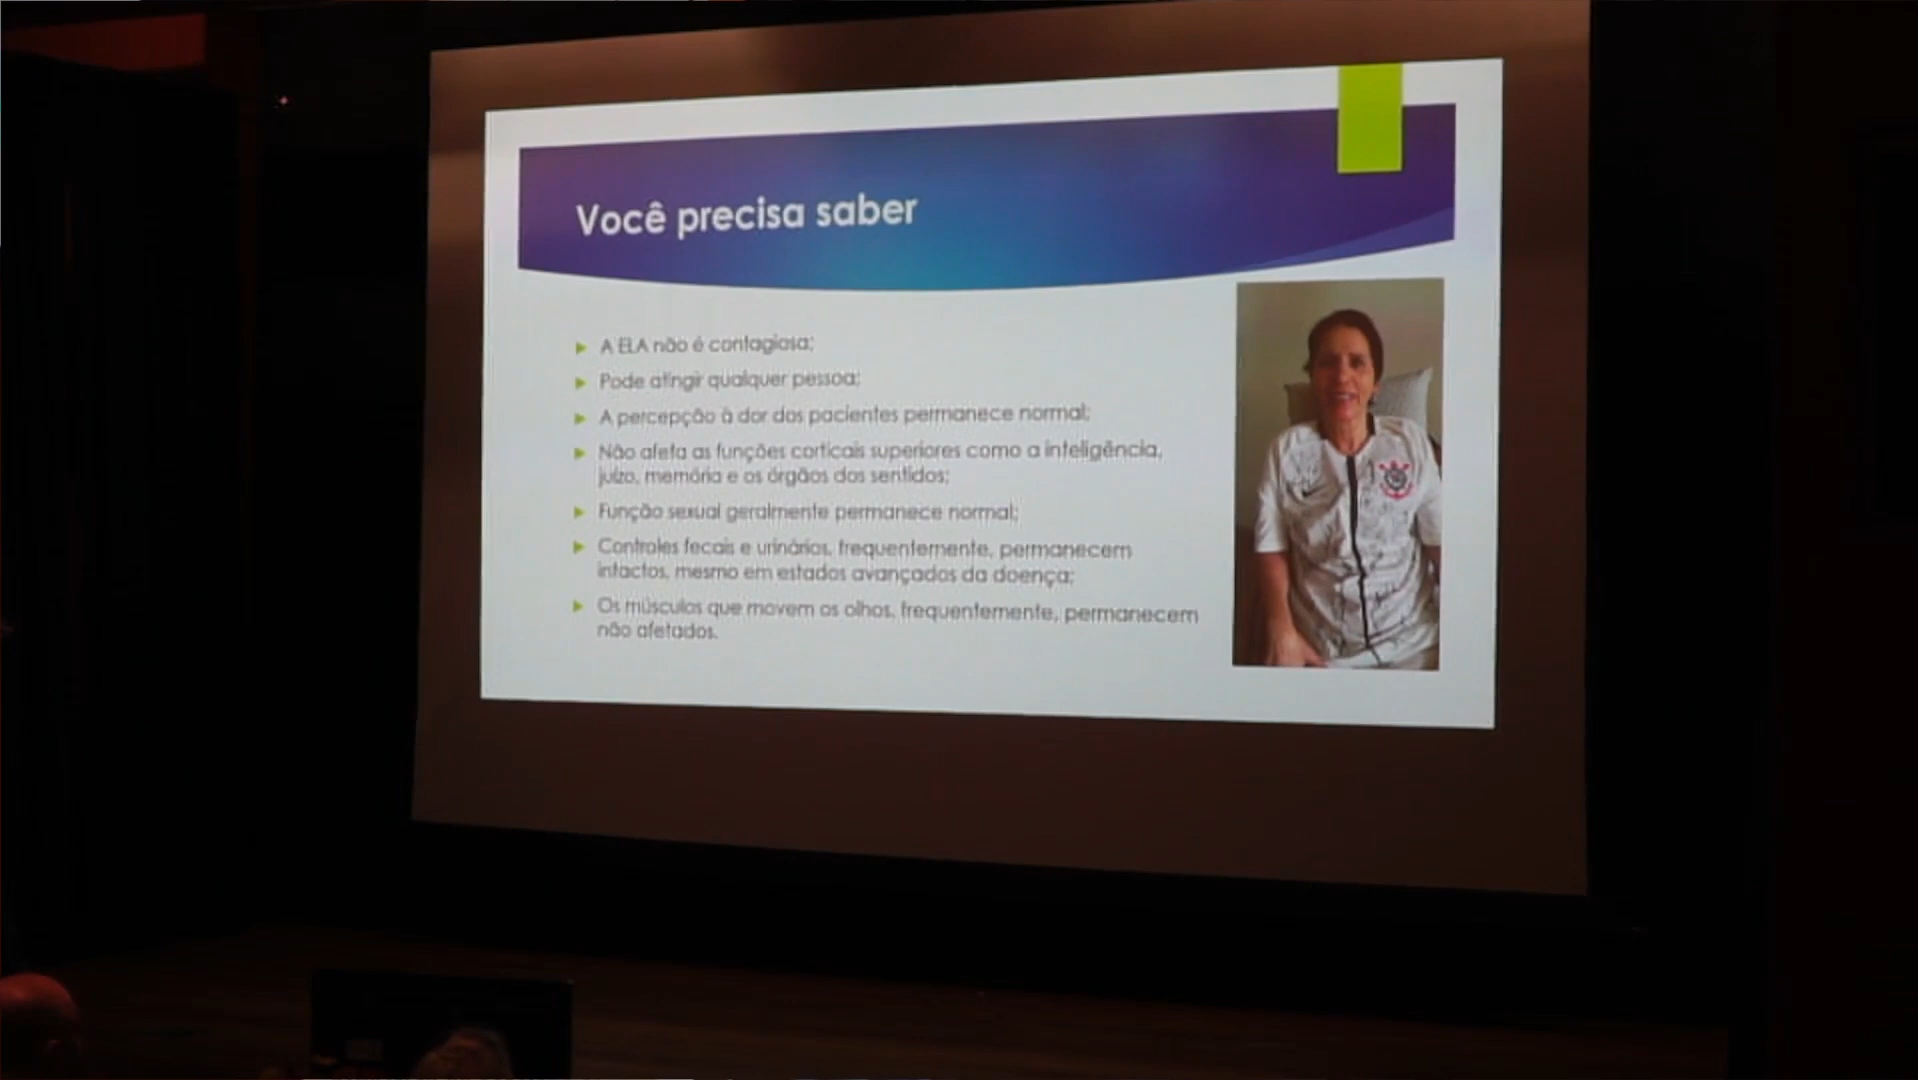 Você precisa saber
A ELA não é contagiosa;
Pode atingir qualquer pessoa;
A percepção à dor dos pacientes permanece normal;
Não afeta as funções corticais superiores como a inteligência,
juízo, memória e os órgãos dos sentidos;
Função sexual geralmente permanece normal;
Controles fecais e urinários, frequentemente, permanecem
intactos, mesmo em estados avançados da doença;
Os músculos que movem os olhos, frequentemente, permanecem
não afetados.